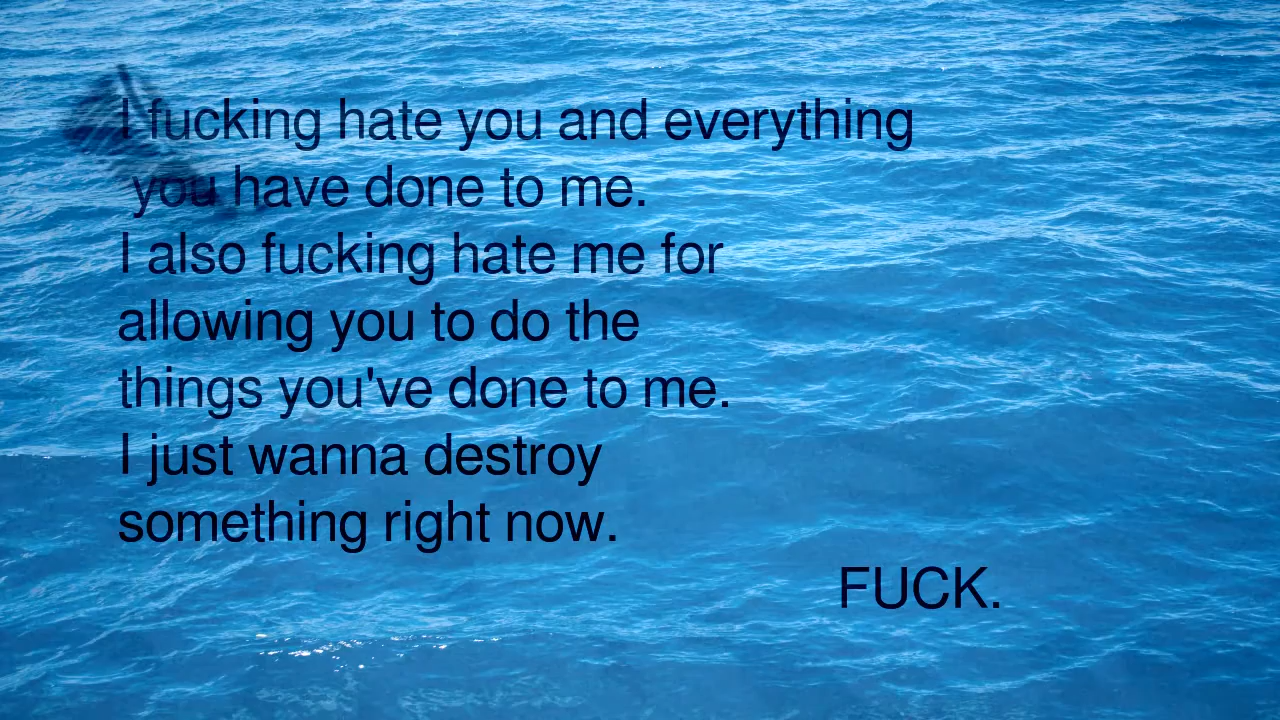 I fucking hate you and everything
you have done to me.
I also fucking hate me for
allowing you to do the
things you've done to me.
I just wanna destroy
something right now.
FUCK.